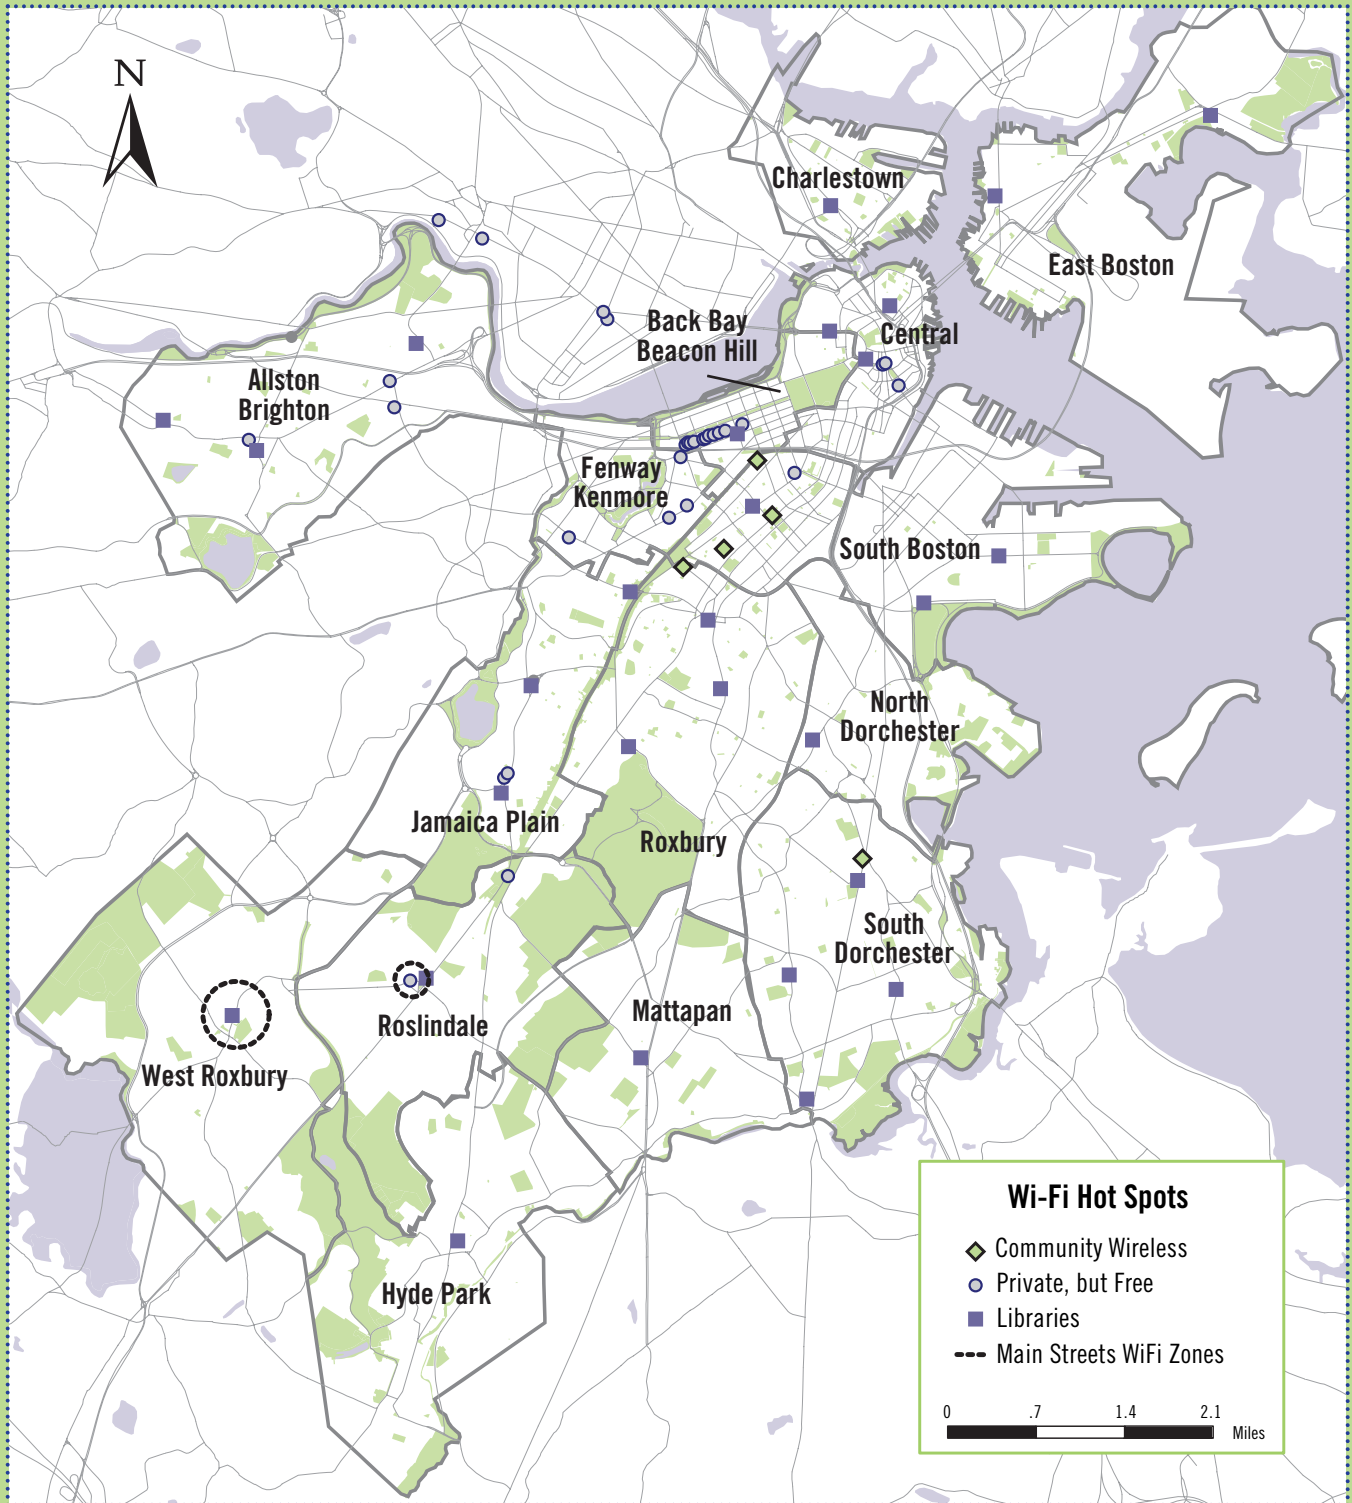 N
Charlestown
East Boston
Back Bay
Beacon Hill
Central
Allston
Brighton
Fenway
Kenmore
South Boston
North
Dorchester
Jamaica Plain
Roxbury
South
Dorchester
Mattapan
Roslindale
West Roxbury
Hyde Park
Wi-Fi Hot Spots
Community Wireless
Private, but Free
Libraries
Main Streets WiFi Zones
0 .7 1.4 2.1
Miles